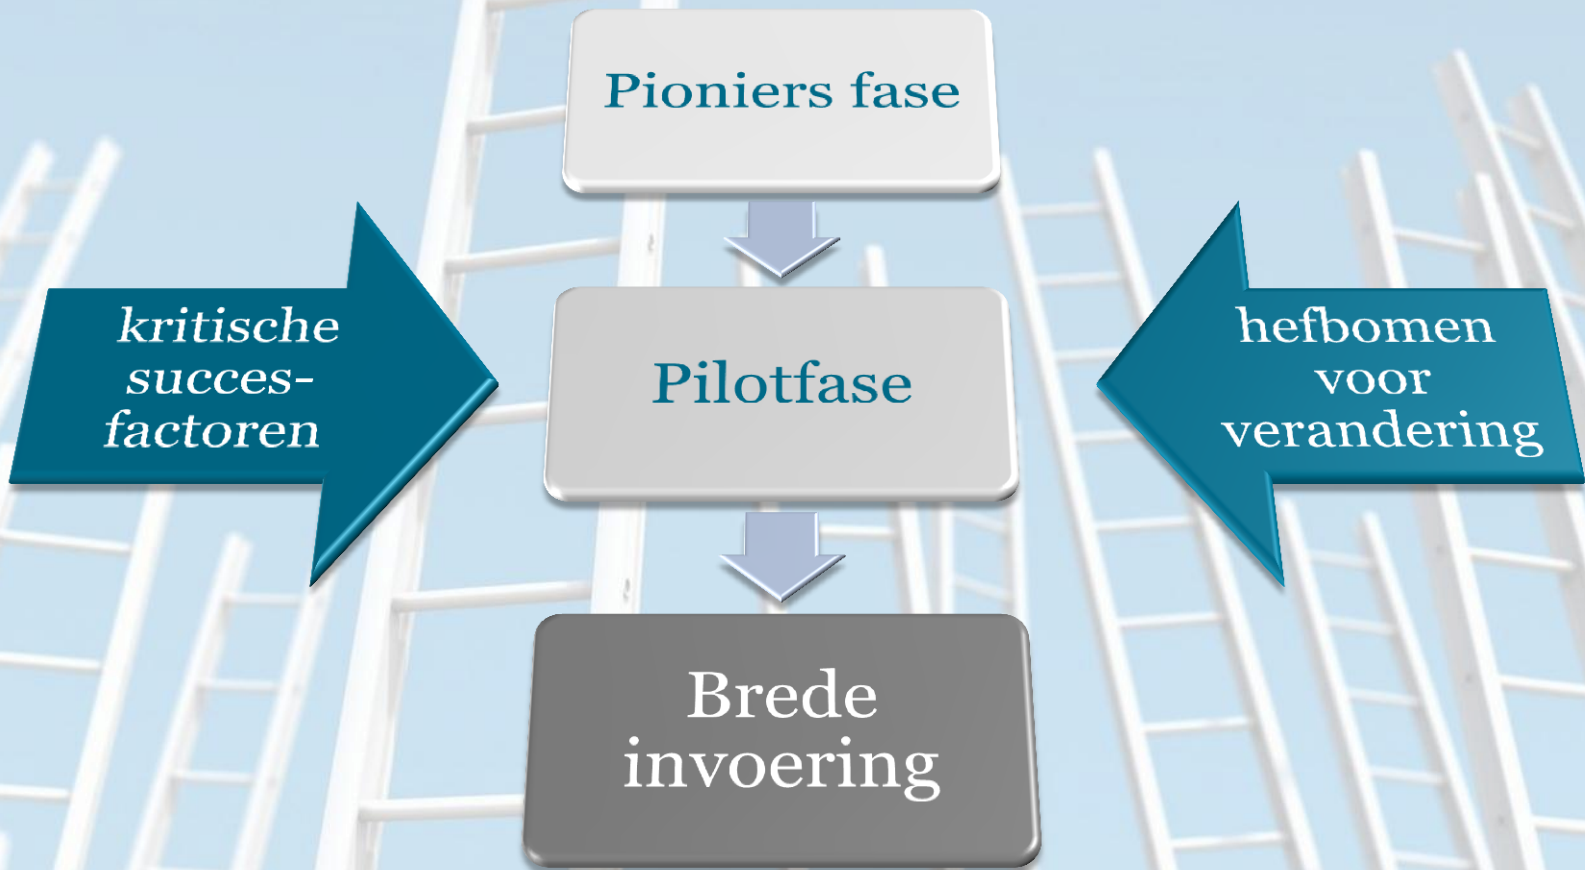 Pioniers fase
kritische
succes-
factoren
Pilotfase
hefbomen
voor
verandering
Brede
invoering